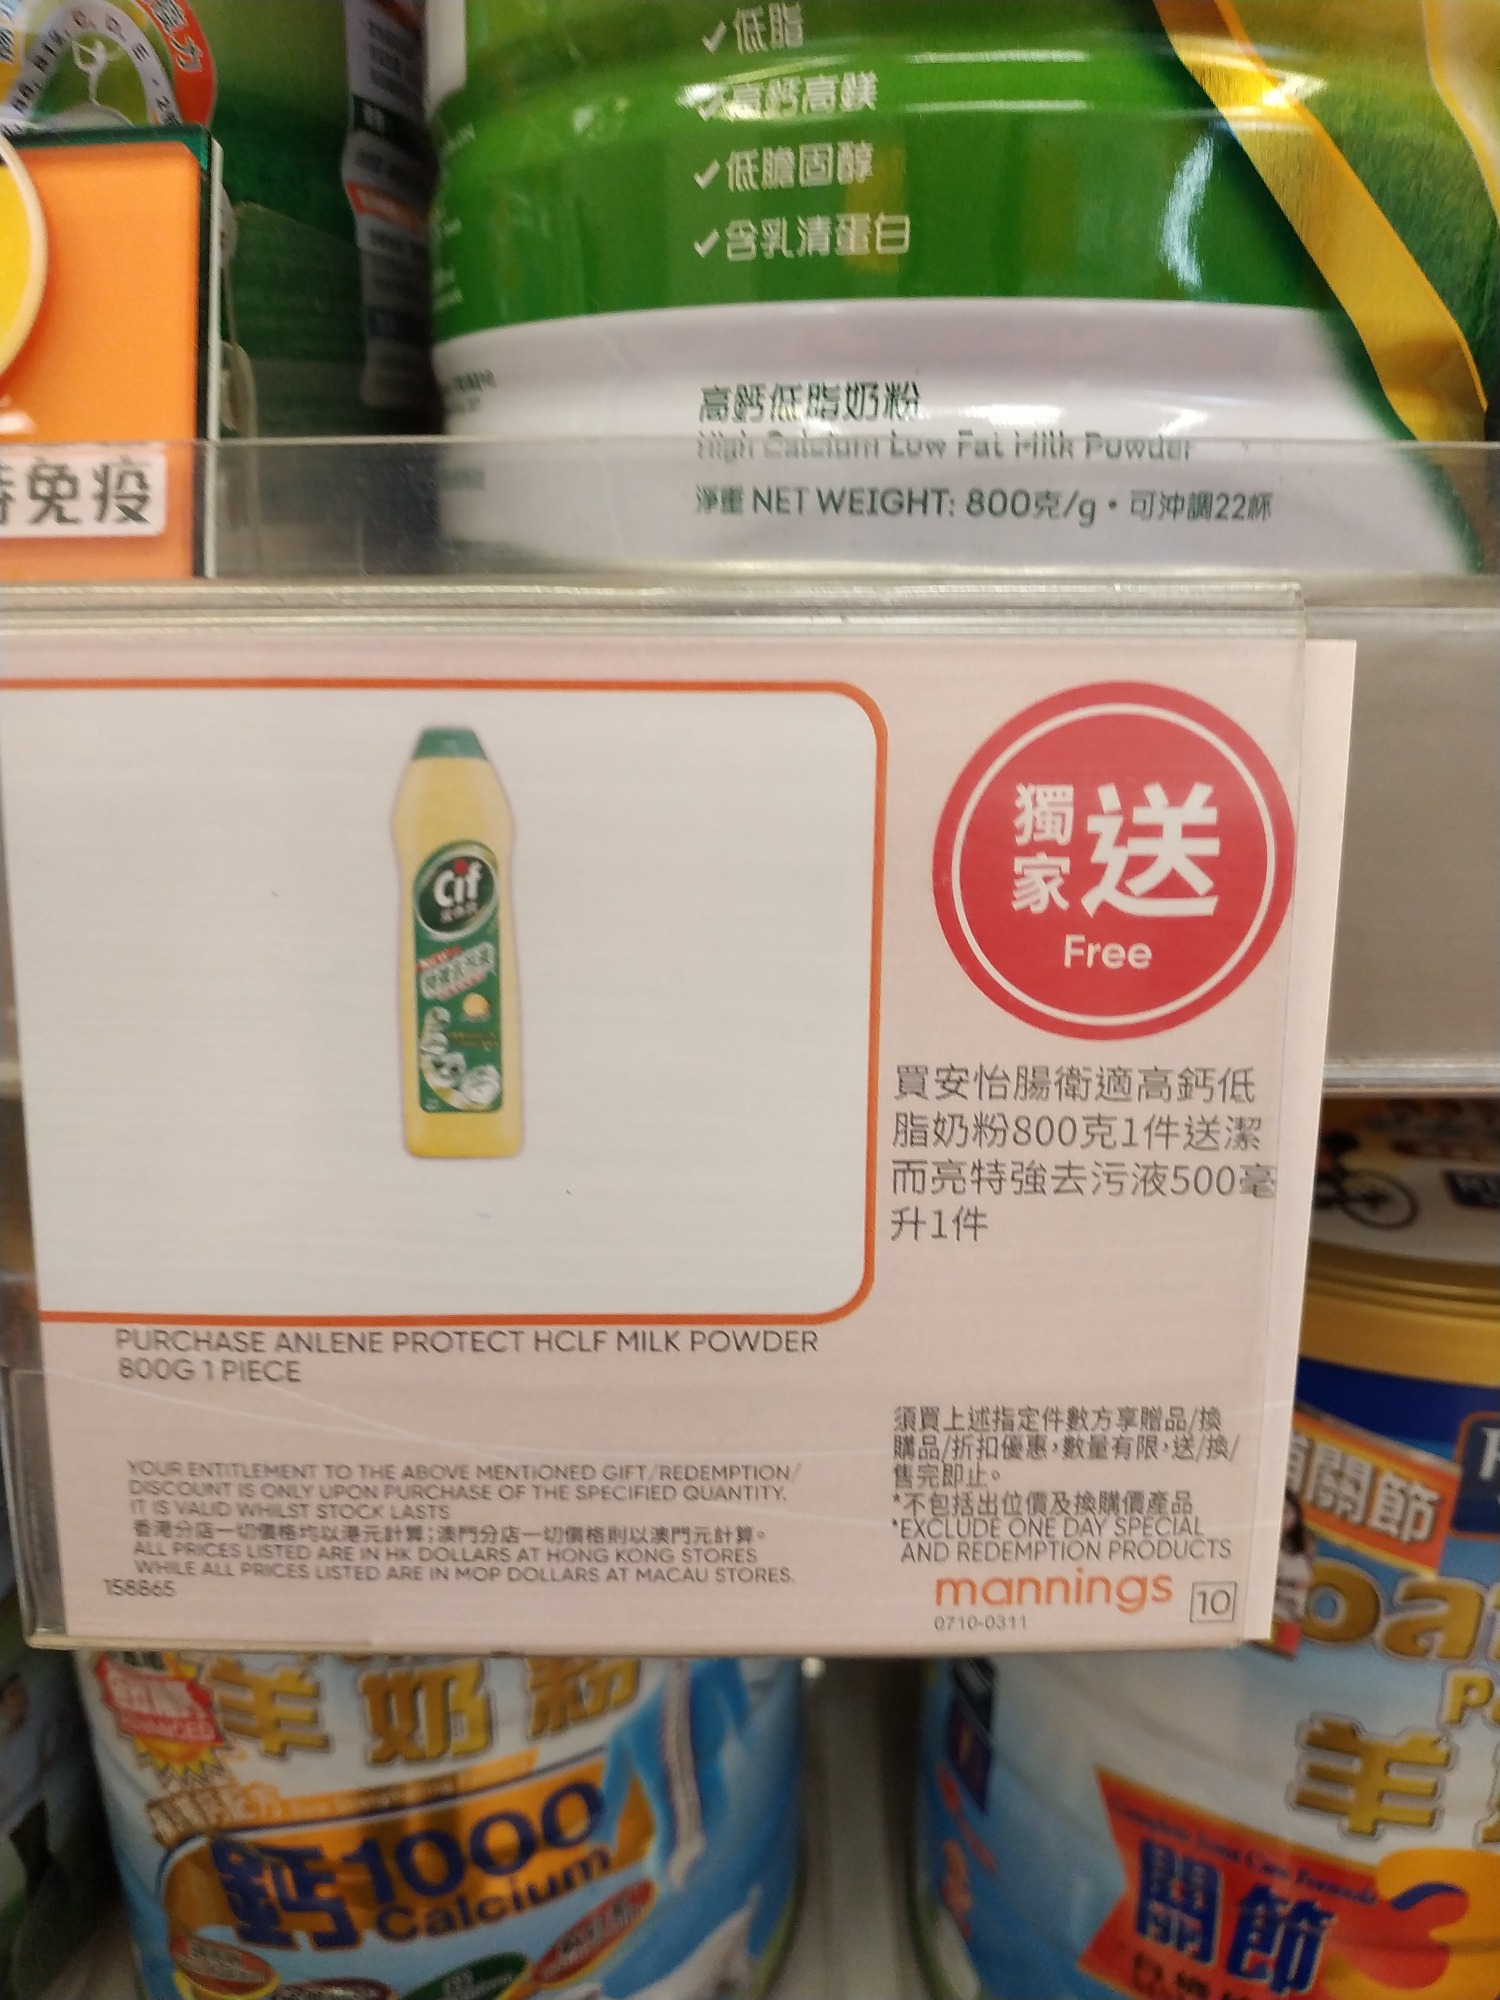 低脂
高鈣高鎂
低膽固醇
含乳清蛋白
高鈣低脂奶粉
High Calcium Low Fat Milk Powder
淨重 NET WEIGHT: 800克/g・可沖調22杯
免疫
Cif
獨家送
Free
買安怡腸衛適高鈣低
脂奶粉800克1件送潔
而亮特強去污液500毫
升1件
PURCHASE ANLENE PROTECT HCLF MILK POWDER
800G 1 PIECE
須買上述指定件數方享贈品/換
購品/折扣優惠,數量有限,送/換/
售完即止。
*不包括出位價及換購價產品
*EXCLUDE ONE DAY SPECIAL
AND REDEMPTION PRODUCTS
YOUR ENTITLEMENT TO THE ABOVE MENTIONED GIFT/REDEMPTION/
DISCOUNT IS ONLY UPON PURCHASE OF THE SPECIFIED QUANTITY.
IT IS VALID WHILST STOCK LASTS
香港分店一切價格均以港元計算;澳門分店一切價格則以澳門元計算。
ALL PRICES LISTED ARE IN HK DOLLARS AT HONG KONG STORES
WHILE ALL PRICES LISTED ARE IN MOP DOLLARS AT MACAU STORES.
158865
mannings 10
0710-0311
羊奶粉
鈣1000
Calcium
關節
羊
關節